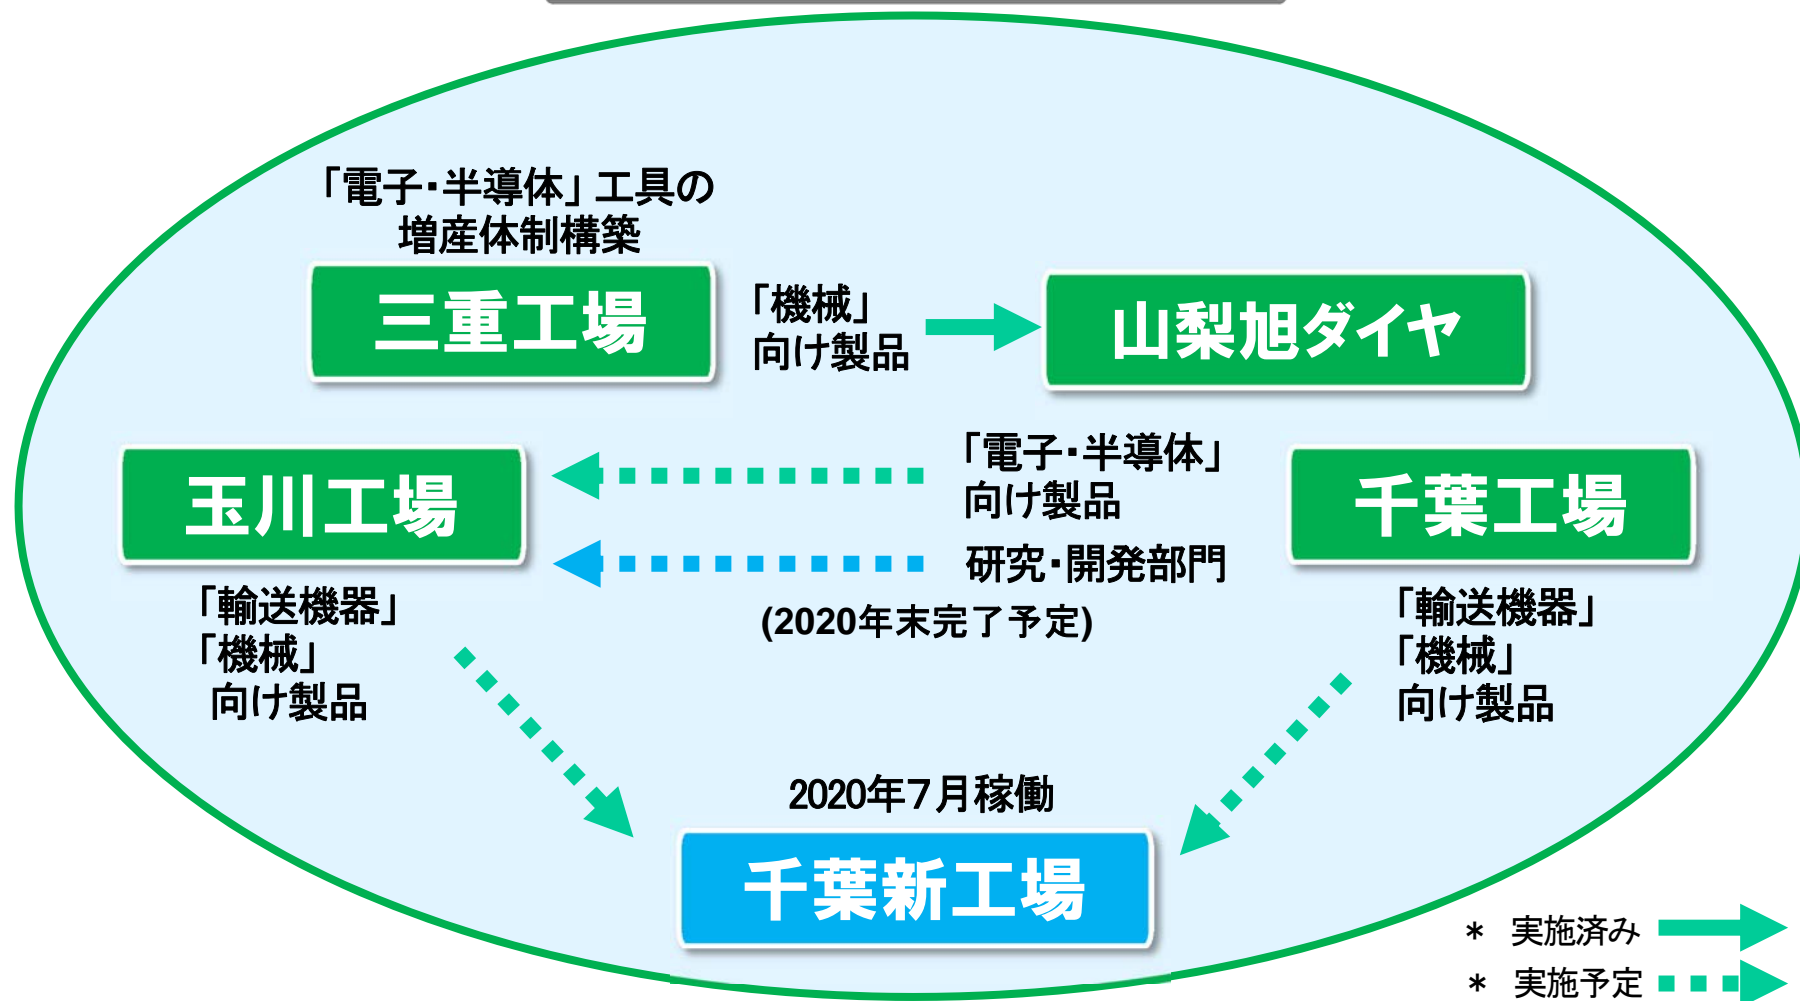 「電子・半導体」工具の
増産体制構築
三重工場
「機械」
向け製品
山梨旭ダイヤ
玉川工場
「電子・半導体」
向け製品
千葉工場
研究・開発部門
(2020年末完了予定)
「輸送機器」
「機械」
向け製品
「輸送機器」
「機械」
向け製品
2020年7月稼働
千葉新工場
* 実施済み
* 実施予定